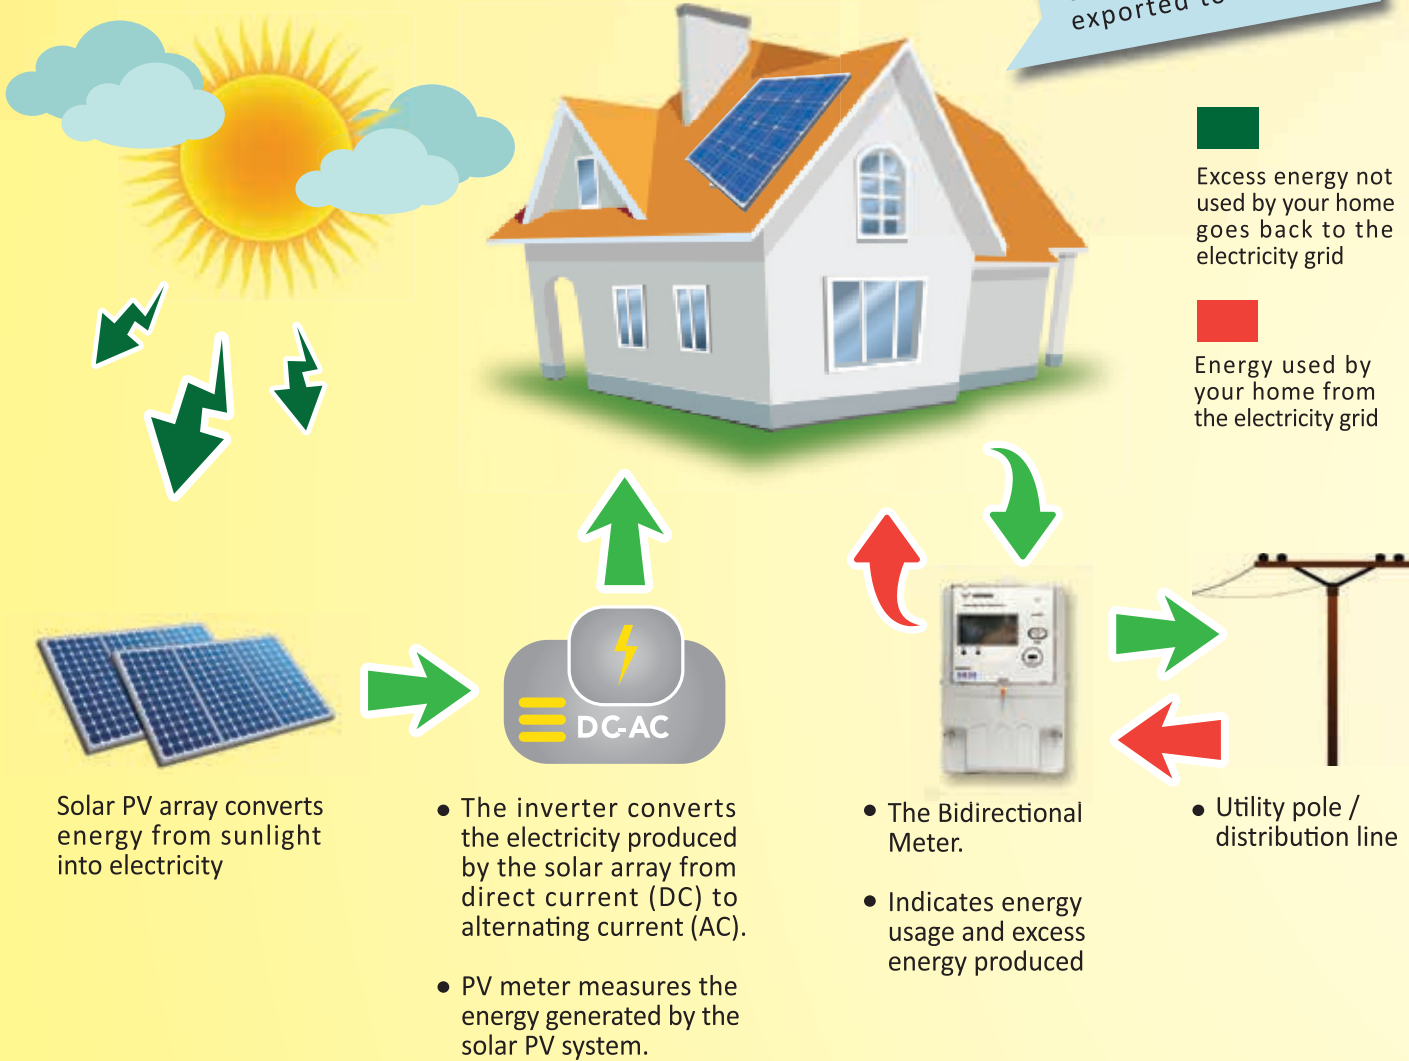 exported to
Excess energy not
used by your home
goes back to the
electricity grid
Energy used by
your home from
the electricity grid
DC-AC
Solar PV array converts
energy from sunlight
into electricity
● The inverter converts
the electricity produced
by the solar array from
direct current (DC) to
alternating current (AC).
● PV meter measures the
energy generated by the
solar PV system.
● The Bidirectional
Meter.
● Indicates energy
usage and excess
energy produced
● Utility pole /
distribution line